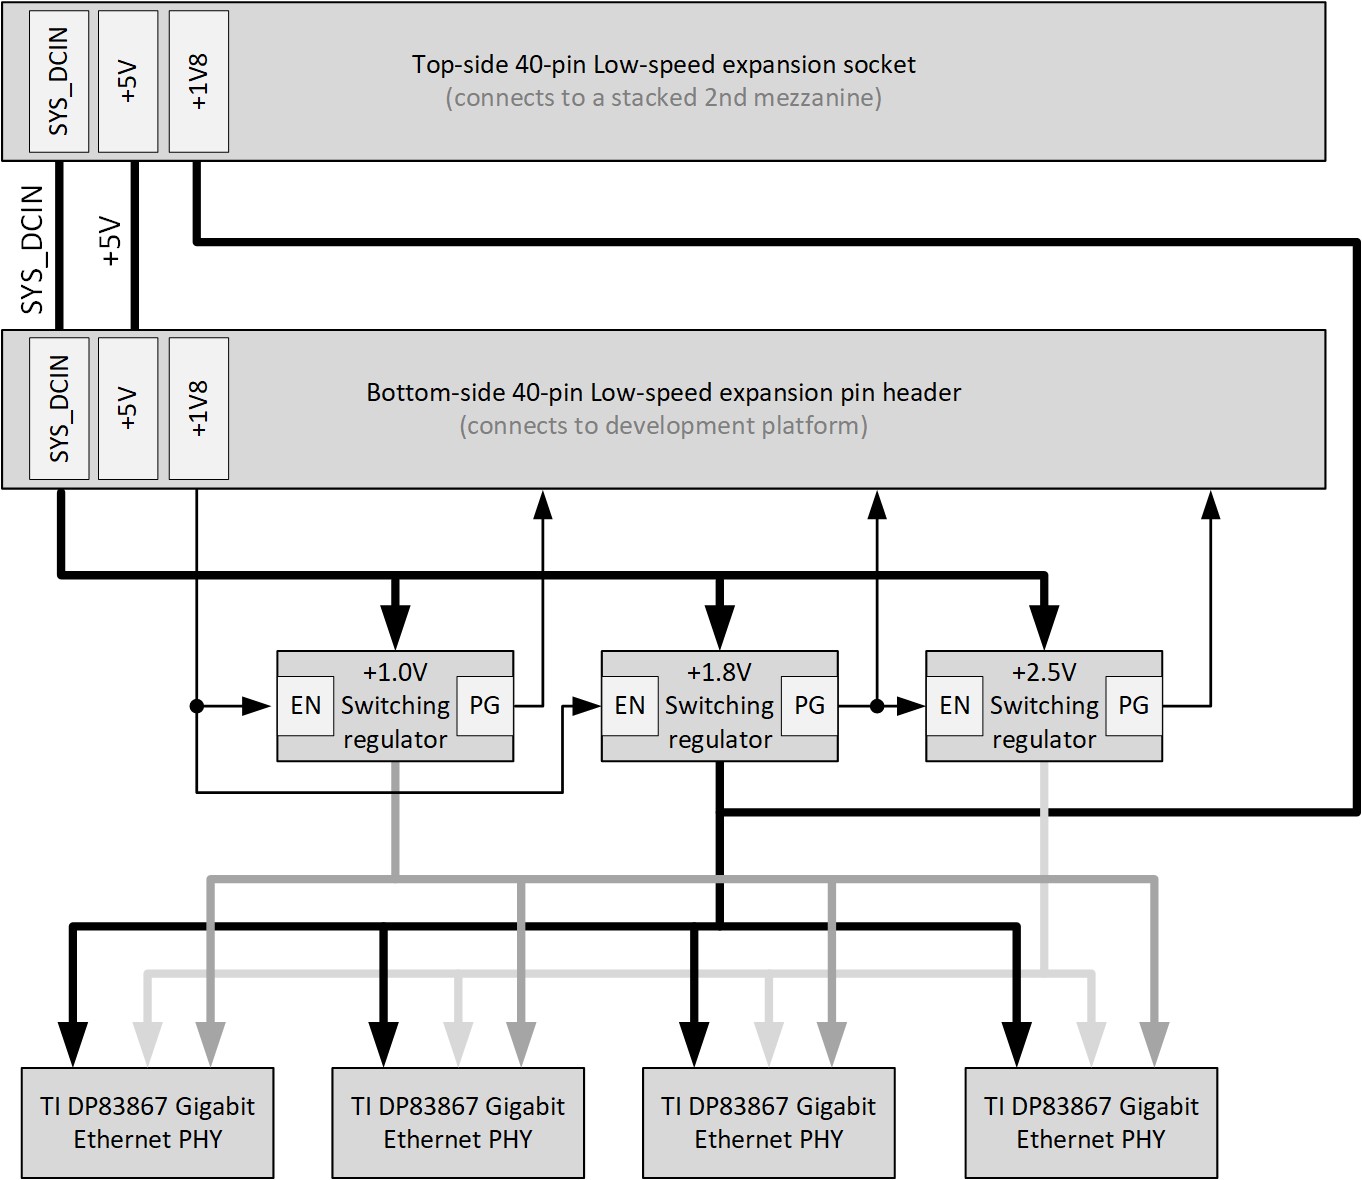 SYS_DCIN
+5V
+1V8
Top-side 40-pin Low-speed expansion socket
(connects to a stacked 2nd mezzanine)
SYS_DCIN
+5V
SYS_DCIN
+5V
+1V8
Bottom-side 40-pin Low-speed expansion pin header
(connects to development platform)
EN
+1.0V
Switching
regulator
PG
EN
+1.8V
Switching
regulator
PG
EN
+2.5V
Switching
regulator
PG
TI DP83867 Gigabit
Ethernet PHY
TI DP83867 Gigabit
Ethernet PHY
TI DP83867 Gigabit
Ethernet PHY
TI DP83867 Gigabit
Ethernet PHY